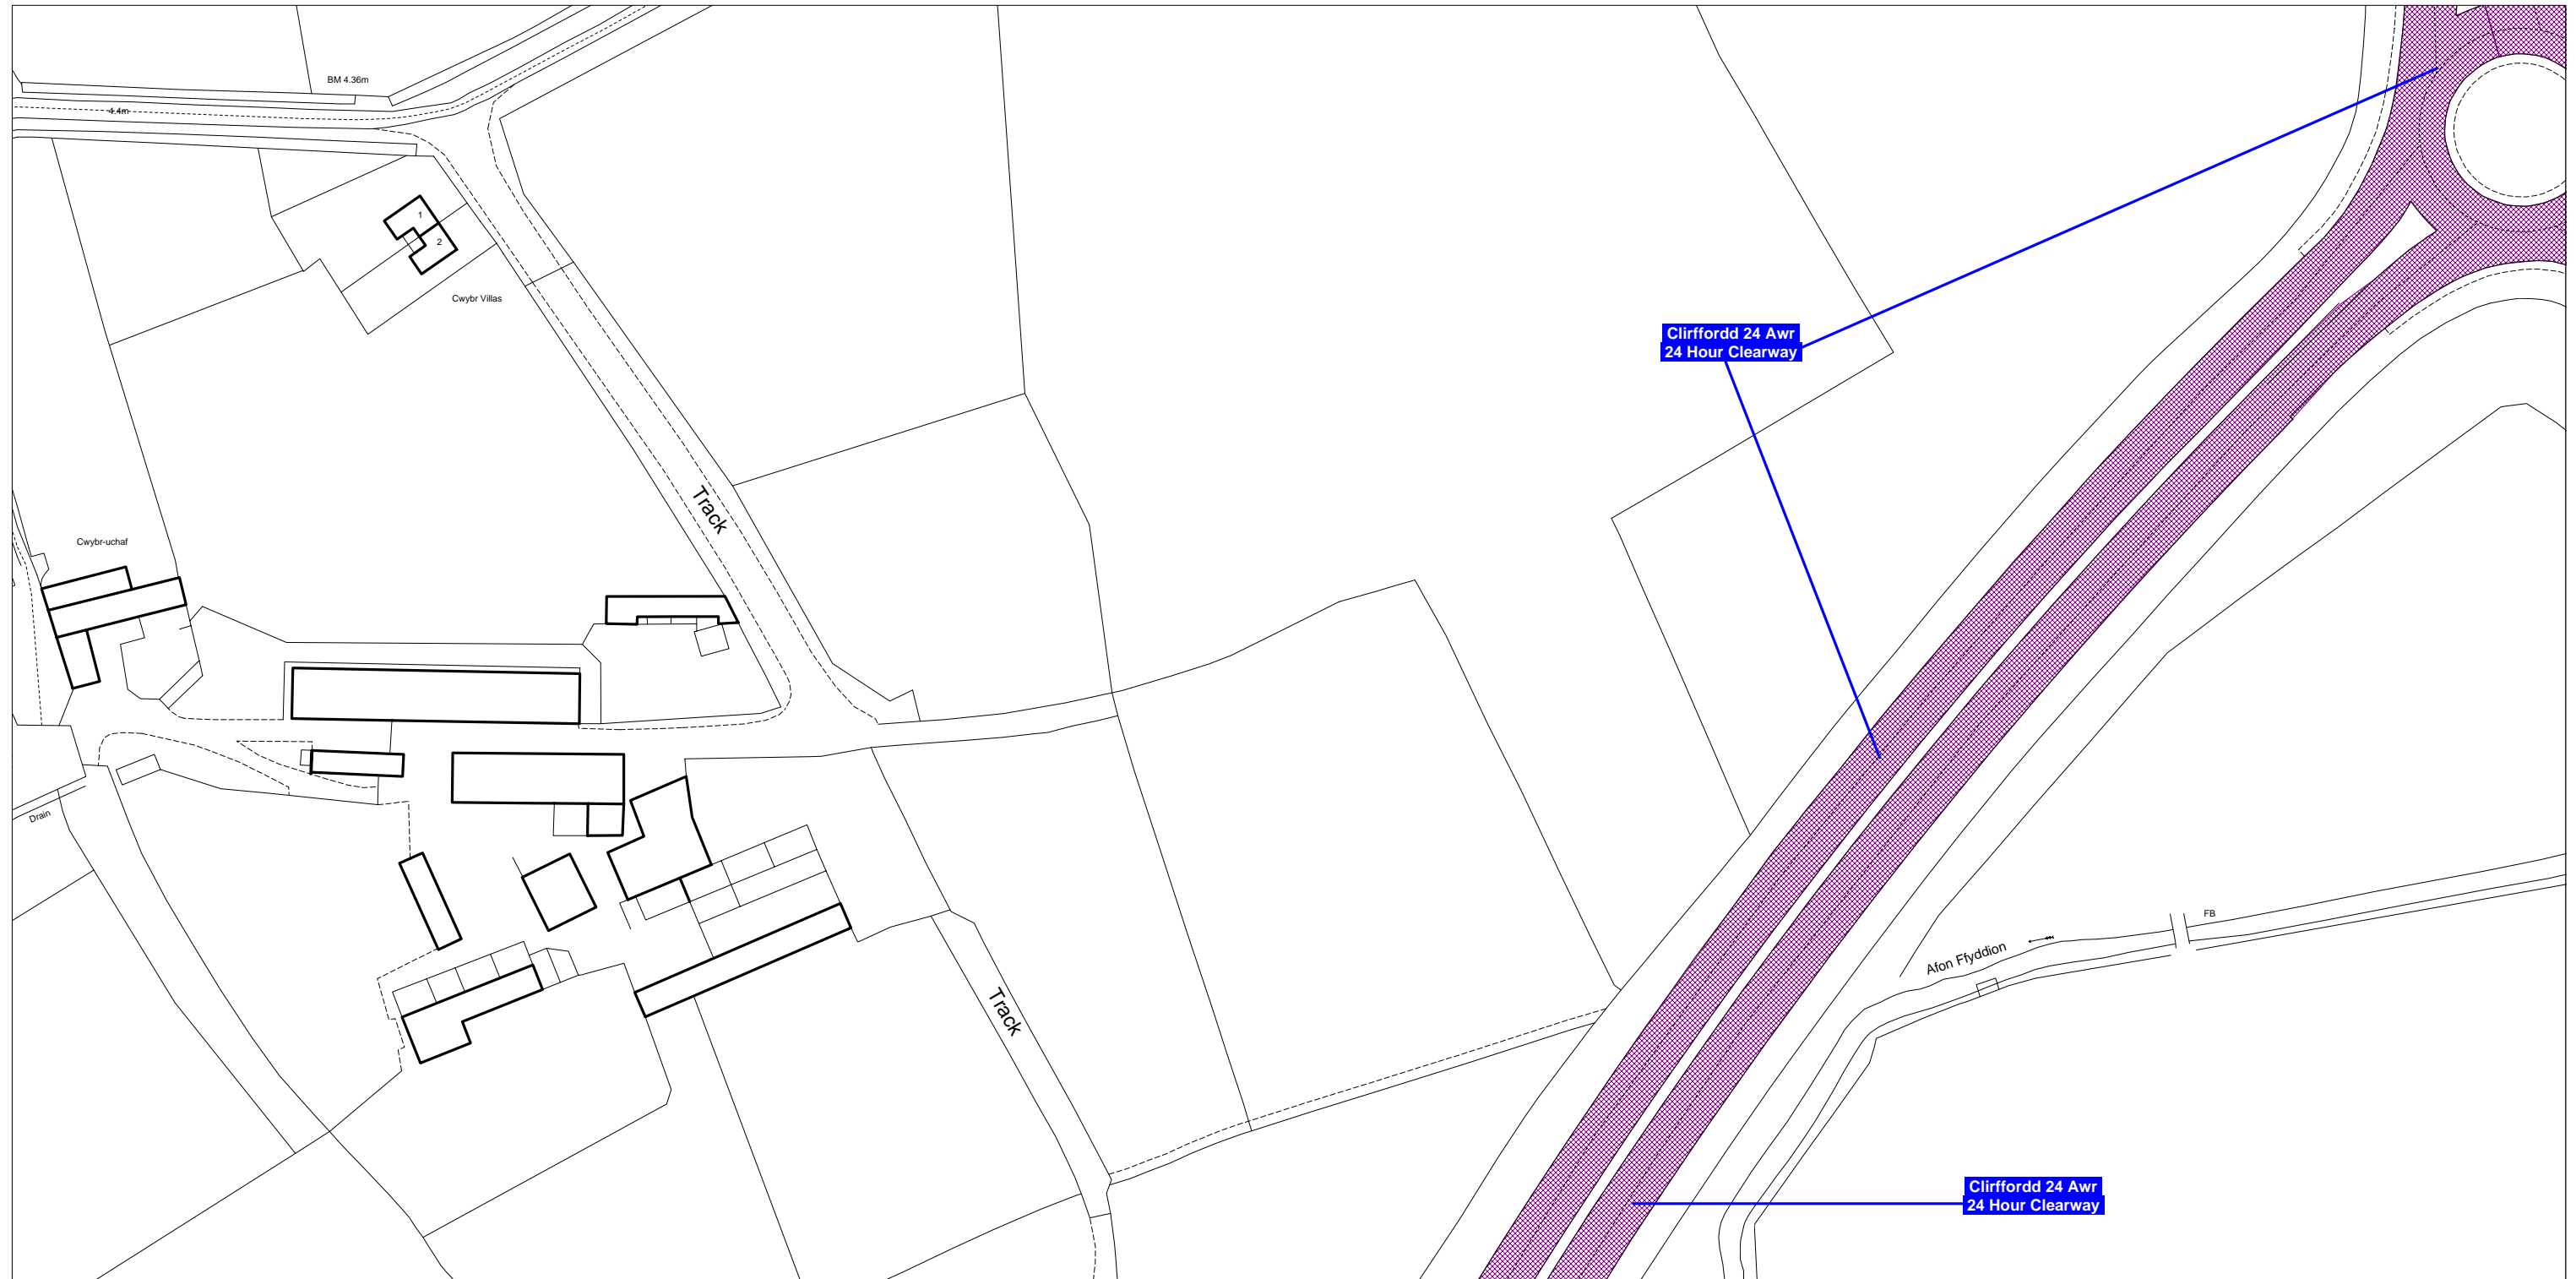 BM 4.36m
4.4m
1
2
Cwybr Villas
Clirffordd 24 Awr
24 Hour Clearway
Track
Cwybr-uchaf
Drain
FB
Afon Ffyddion
Track
Clirffordd 24 Awr
24 Hour Clearway